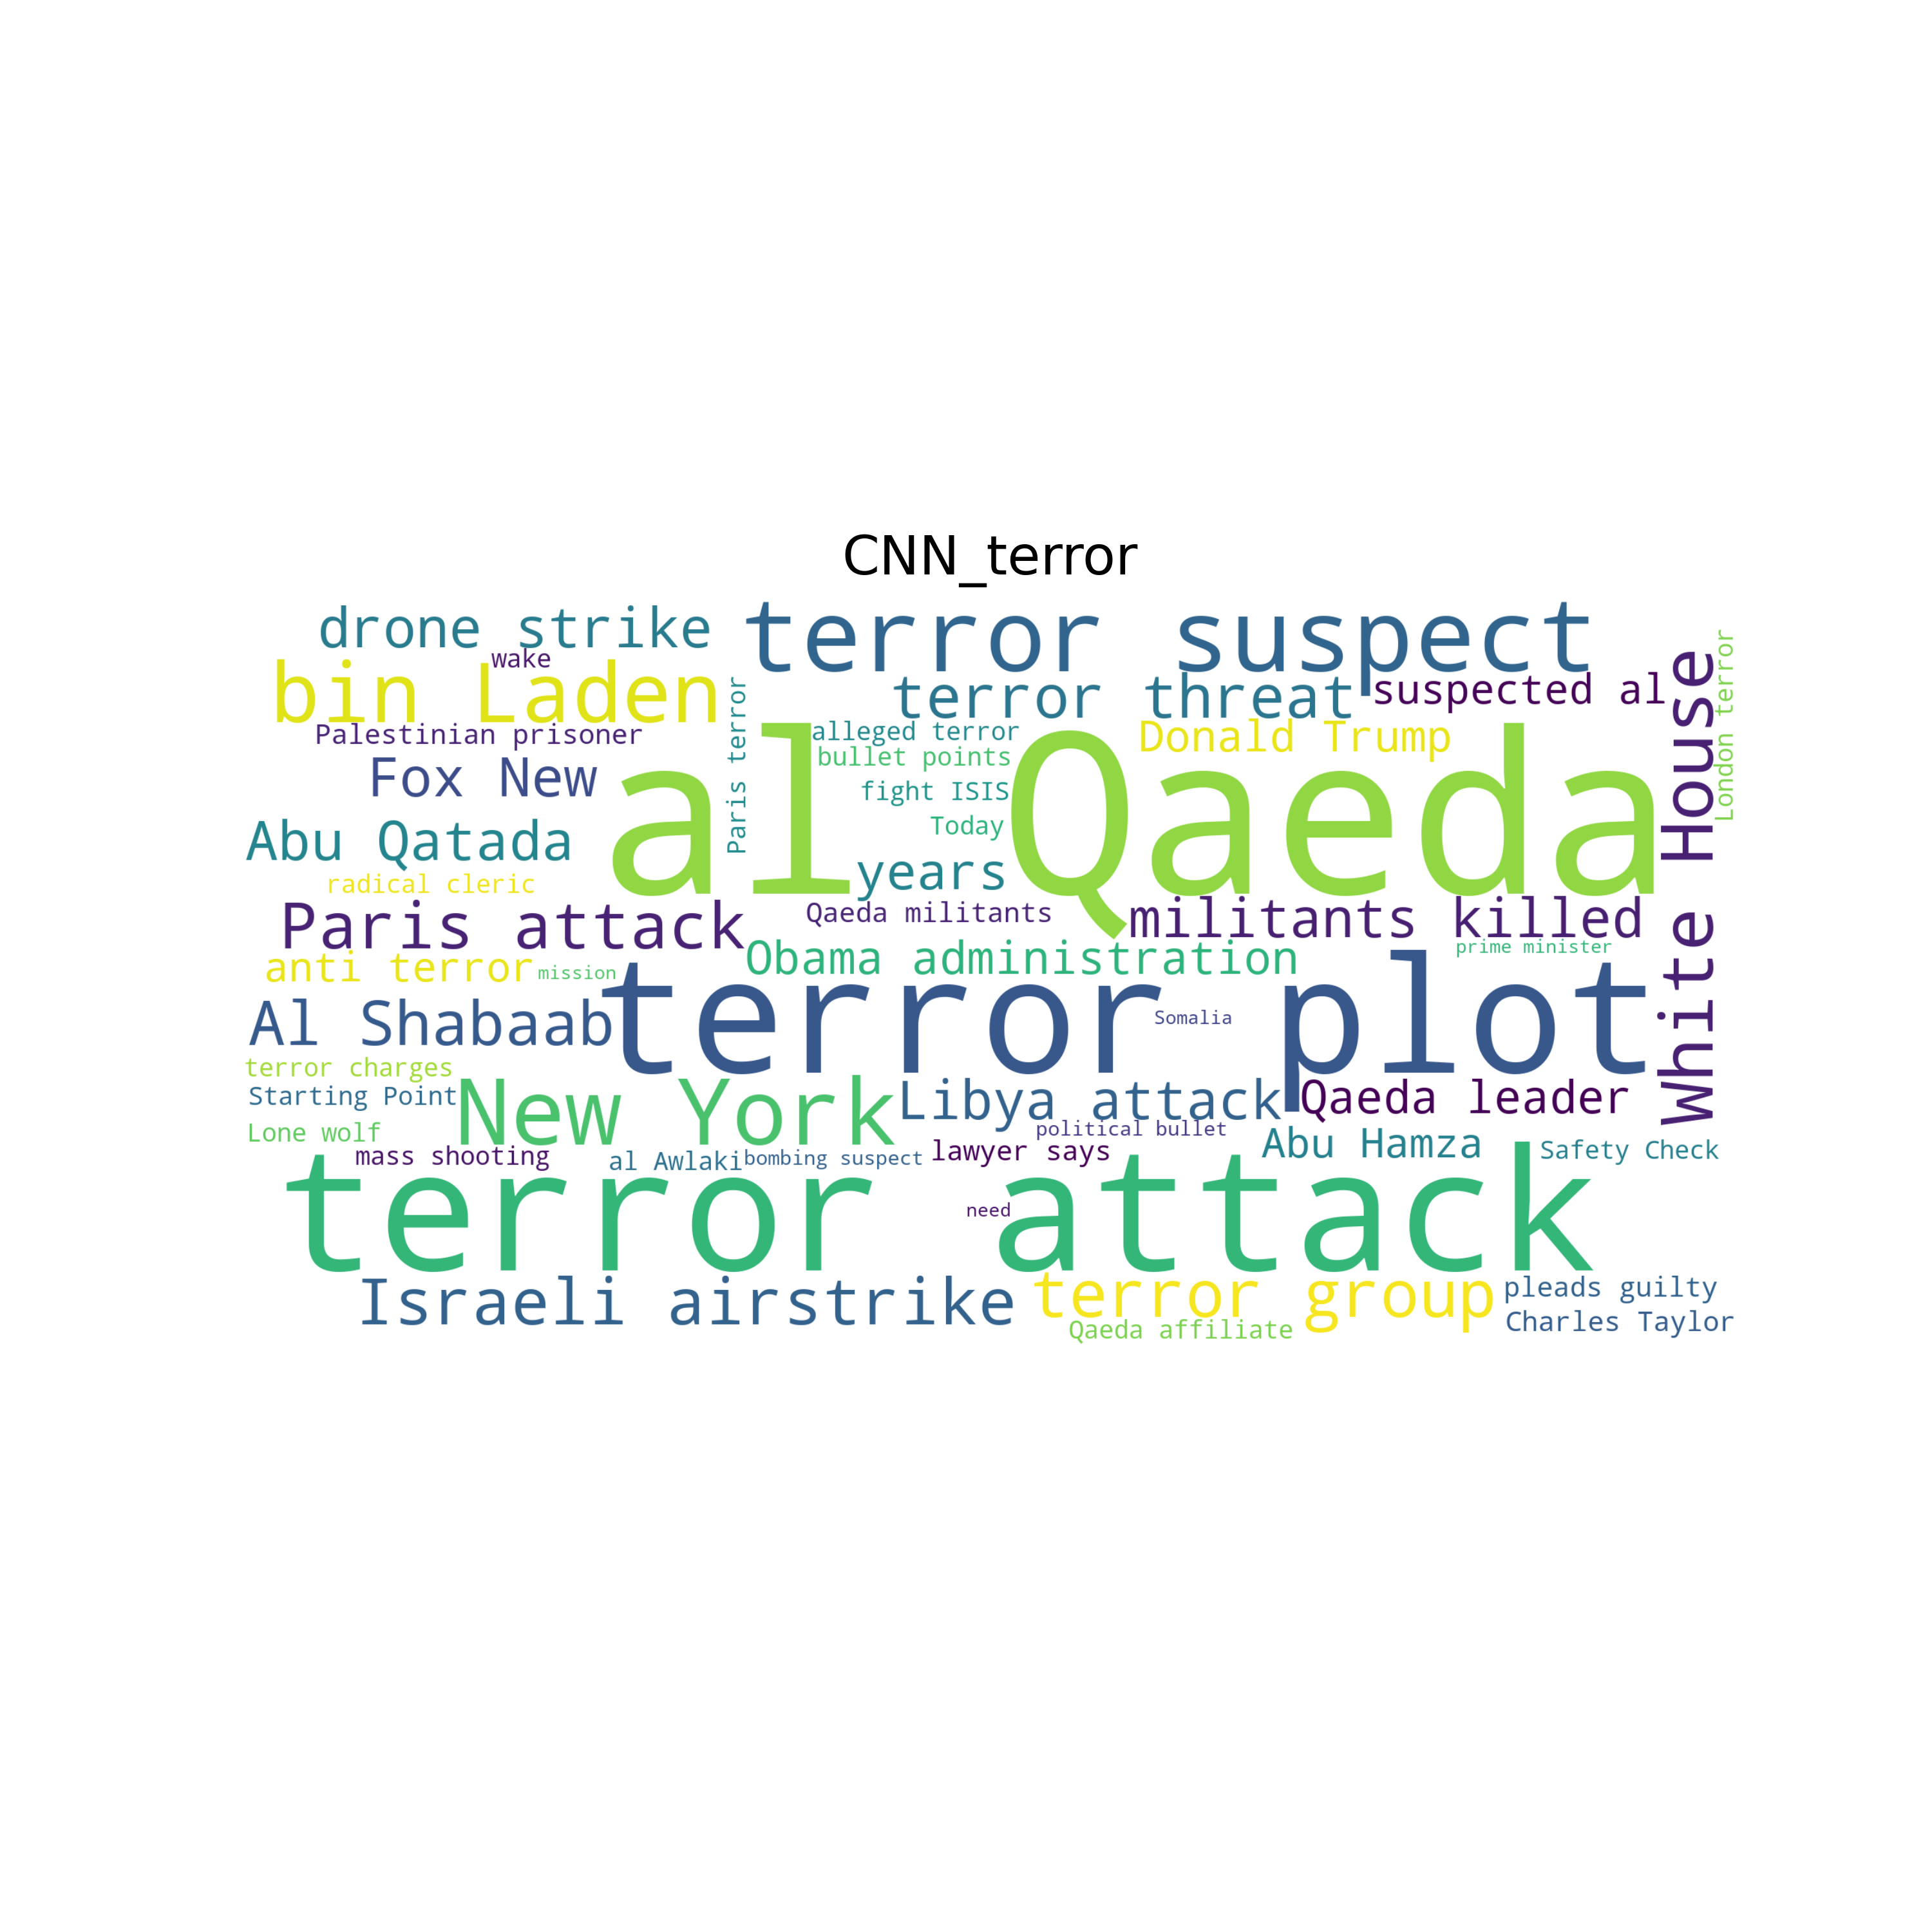 CNN_terror
drone strike
terror suspect
wake
bin Laden
terror threat
suspected al
London terror
White House
Palestinian prisoner
Paris terror
alleged terror
Donald Trump
bullet points
Fox New
al Qaeda
fight ISIS
Today
Abu Qatada
years
radical cleric
Paris attack
Qaeda militants
militants killed
Obama administration
prime minister
anti terror
mission
terror plot
Al Shabaab
Somalia
terror charges
Starting Point
New York
Libya attack
Qaeda leader
Lone wolf
political bullet
mass shooting
al Awlaki
bombing suspect
lawyer says
Abu Hamza
Safety Check
terror attack
need
Israeli airstrike
terror group
pleads guilty
Qaeda affiliate
Charles Taylor